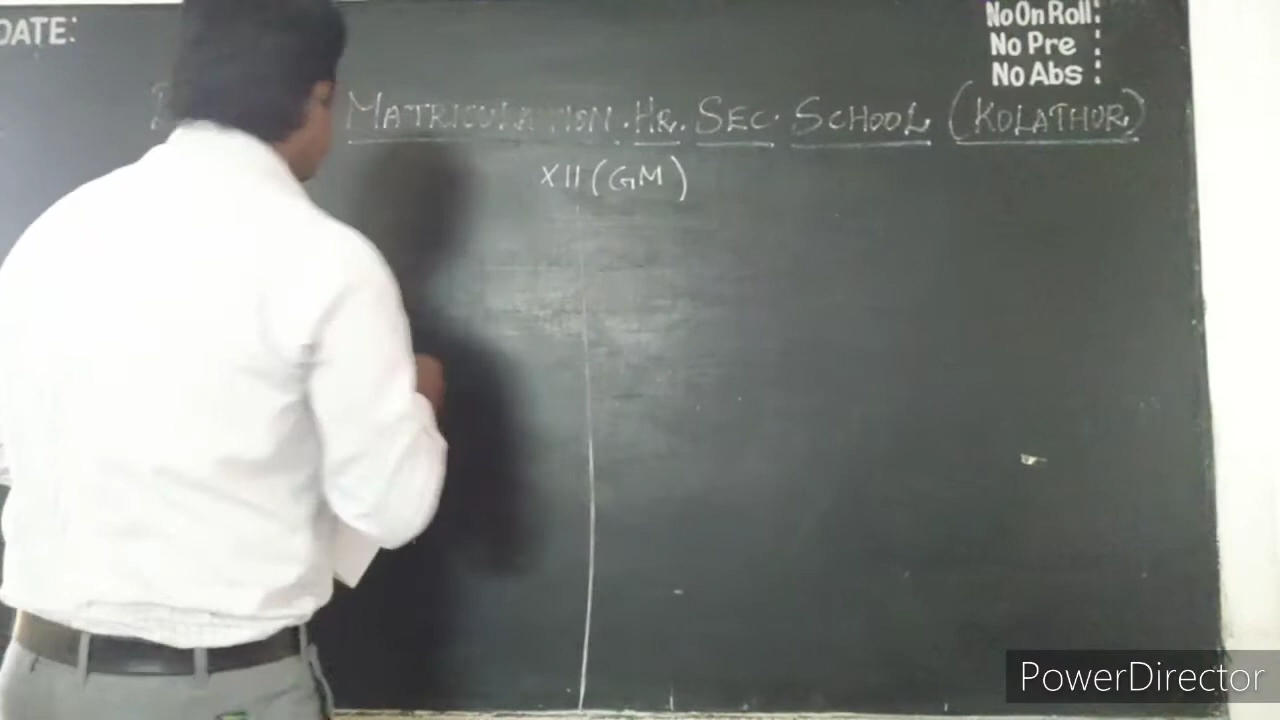 DATE:
No On Roll:
No Pre :
No Abs :
MATRICULATION. HR. SEC. SCHOOL (KOLATHUR)
XII (GM)
PowerDirector